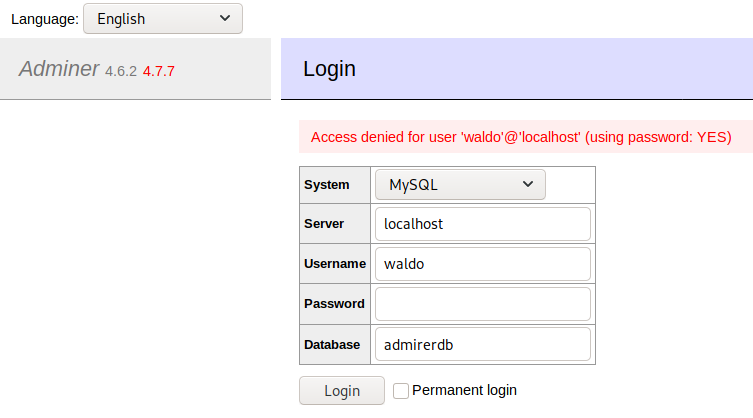 Language: English
Adminer 4.6.2 4.7.7
Login
Access denied for user 'waldo'@'localhost' (using password: YES)
System MySQL
Server localhost
Username waldo
Password
Database admirerdb
Login Permanent login